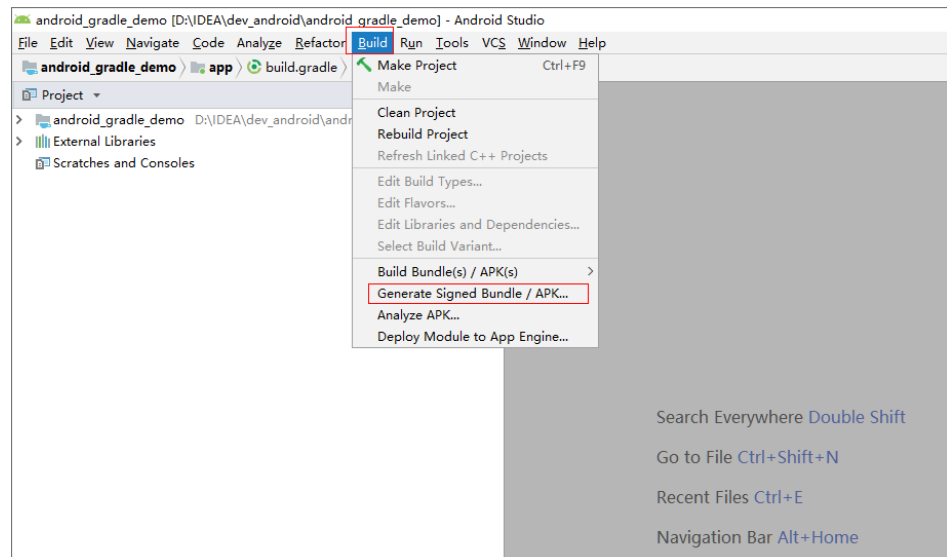 android_gradle_demo [D:\IDEA\dev_android\android_gradle_demo] - Android Studio
File Edit View Navigate Code Analyze Refactor Build Run Tools VCS Window Help
android_gradle_demo app build.gradle
Make Project Ctrl+F9
Make
Project
Clean Project
android_gradle_demo D:\IDEA\dev_android\andr
Rebuild Project
External Libraries
Refresh Linked C++ Projects
Scratches and Consoles
Edit Build Types...
Edit Flavors...
Edit Libraries and Dependencies...
Select Build Variant...
Build Bundle(s) / APK(s)
Generate Signed Bundle / APK...
Analyze APK...
Deploy Module to App Engine...
Search Everywhere Double Shift
Go to File Ctrl+Shift+N
Recent Files Ctrl+E
Navigation Bar Alt+Home